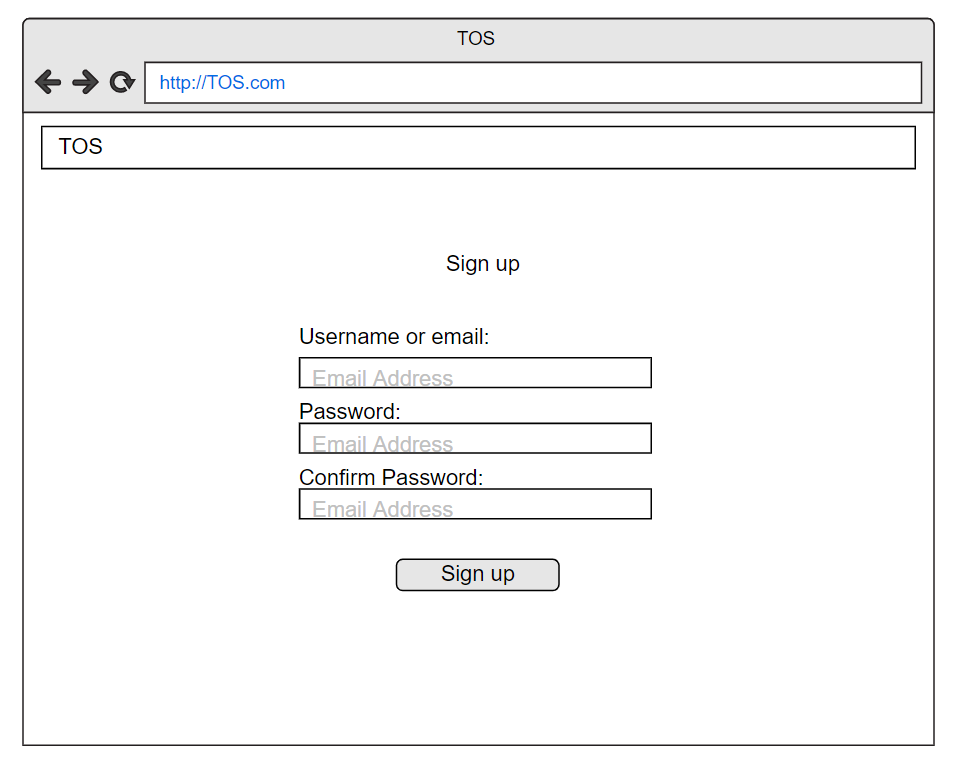 TOS
http://TOS.com
TOS
Sign up
Username or email:
Email Address
Password:
Email Address
Confirm Password:
Email Address
Sign up